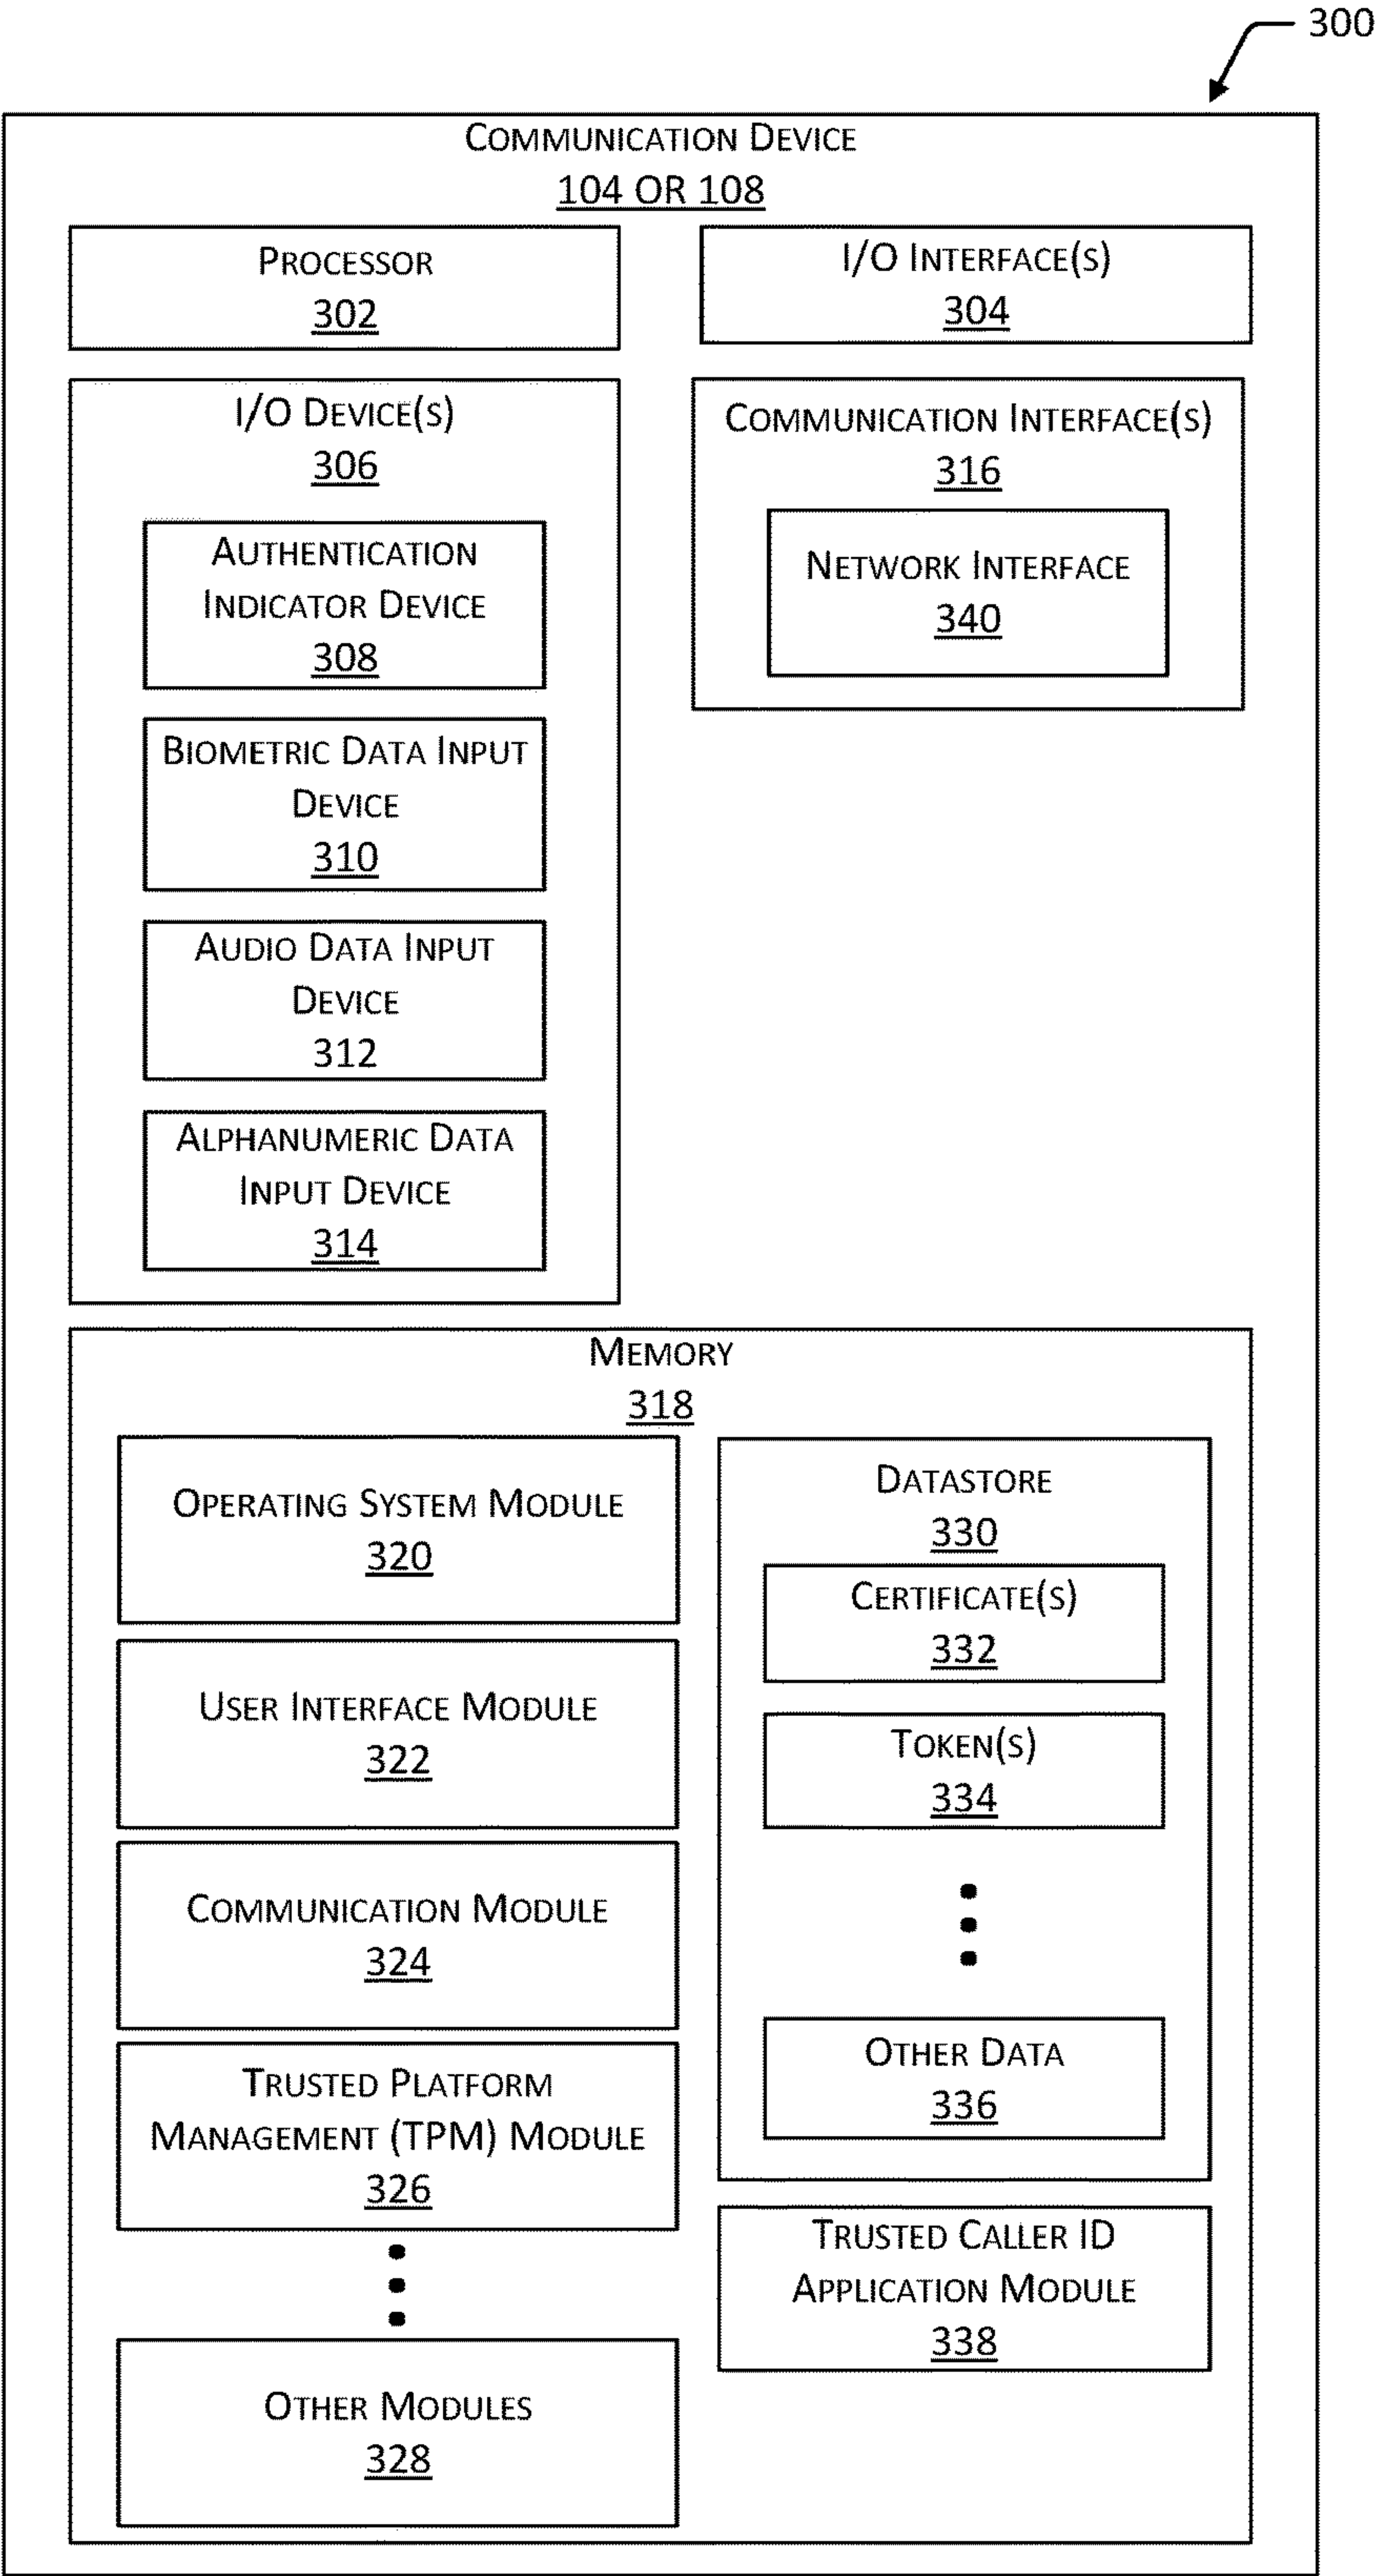 300
COMMUNICATION DEVICE
104 OR 108
PROCESSOR
302
I/O INTERFACE(S)
304
I/O DEVICE(S)
306
AUTHENTICATION
INDICATOR DEVICE
308
BIOMETRIC DATA INPUT
DEVICE
310
AUDIO DATA INPUT
DEVICE
312
ALPHANUMERIC DATA
INPUT DEVICE
314
COMMUNICATION INTERFACE(S)
316
NETWORK INTERFACE
340
MEMORY
318
OPERATING SYSTEM MODULE
320
USER INTERFACE MODULE
322
COMMUNICATION MODULE
324
TRUSTED PLATFORM
MANAGEMENT (TPM) MODULE
326
OTHER MODULES
328
DATASTORE
330
CERTIFICATE(S)
332
TOKEN(S)
334
OTHER DATA
336
TRUSTED CALLER ID
APPLICATION MODULE
338